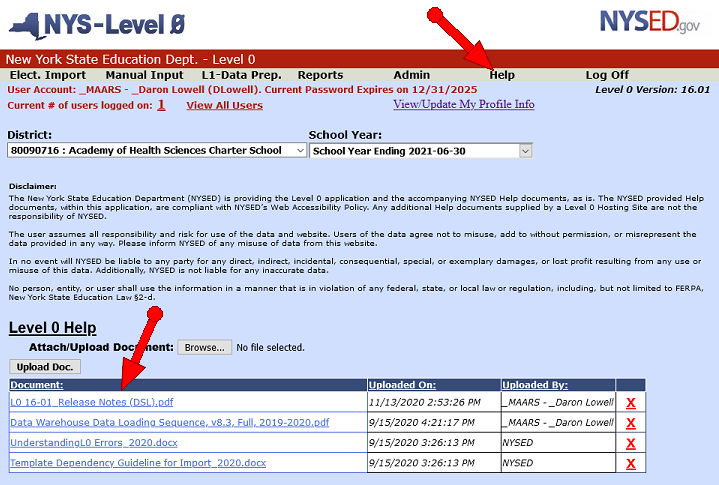 NYS-Level 0
NYSED.gov
New York State Education Dept. - Level 0
Elect. Import Manual Input L1-Data Prep. Reports Admin Help Log Off
User Account: _MAARS - _Daron Lowell (DLowell). Current Password Expires on 12/31/2025 Level 0 Version: 16.01
Current # of users logged on: 1 View All Users View/Update My Profile Info
District: School Year:
80090716 : Academy of Health Sciences Charter School School Year Ending 2021-06-30
Disclaimer:
The New York State Education Department (NYSED) is providing the Level 0 application and the accompanying NYSED Help documents, as is. The NYSED provided Help
documents, within this application, are compliant with NYSED's Web Accessibility Policy. Any additional Help documents supplied by a Level 0 Hosting Site are not the
responsibility of NYSED.
The user assumes all responsibility and risk for use of the data and website. Users of the data agree not to misuse, add to without permission, or misrepresent the
data provided in any way. Please inform NYSED of any misuse of data from this website.
In no event will NYSED be liable to any party for any direct, indirect, incidental, consequential, special, or exemplary damages, or lost profit resulting from any use or
misuse of this data. Additionally, NYSED is not liable for any inaccurate data.
No person, entity, or user shall use the information in a manner that is in violation of any federal, state, or local law or regulation, including, but not limited to FERPA,
New York State Education Law §2-d.
Level 0 Help
Attach/Upload Document: Browse... No file selected.
Upload Doc.
Document: Uploaded On: Uploaded By:
L0 16-01_Release Notes (DSL).pdf 11/13/2020 2:53:26 PM _MAARS - _Daron Lowell X
Data Warehouse Data Loading Sequence, v8.3, Full, 2019-2020.pdf 9/15/2020 4:21:17 PM _MAARS - _Daron Lowell X
UnderstandingL0 Errors_2020.docx 9/15/2020 3:26:13 PM NYSED X
Template Dependency Guideline for Import_2020.docx 9/15/2020 3:26:13 PM NYSED X